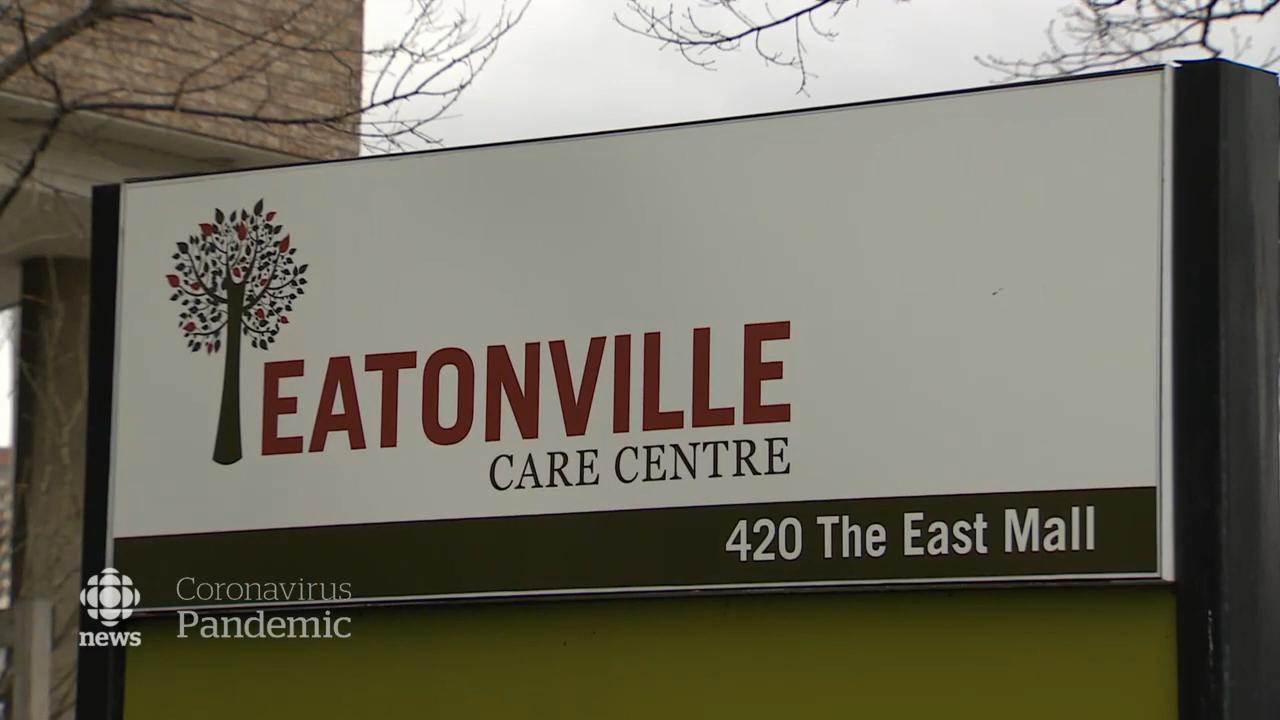 EATONVILLE
CARE CENTRE
420 The East Mall
Coronavirus
news Pandemic